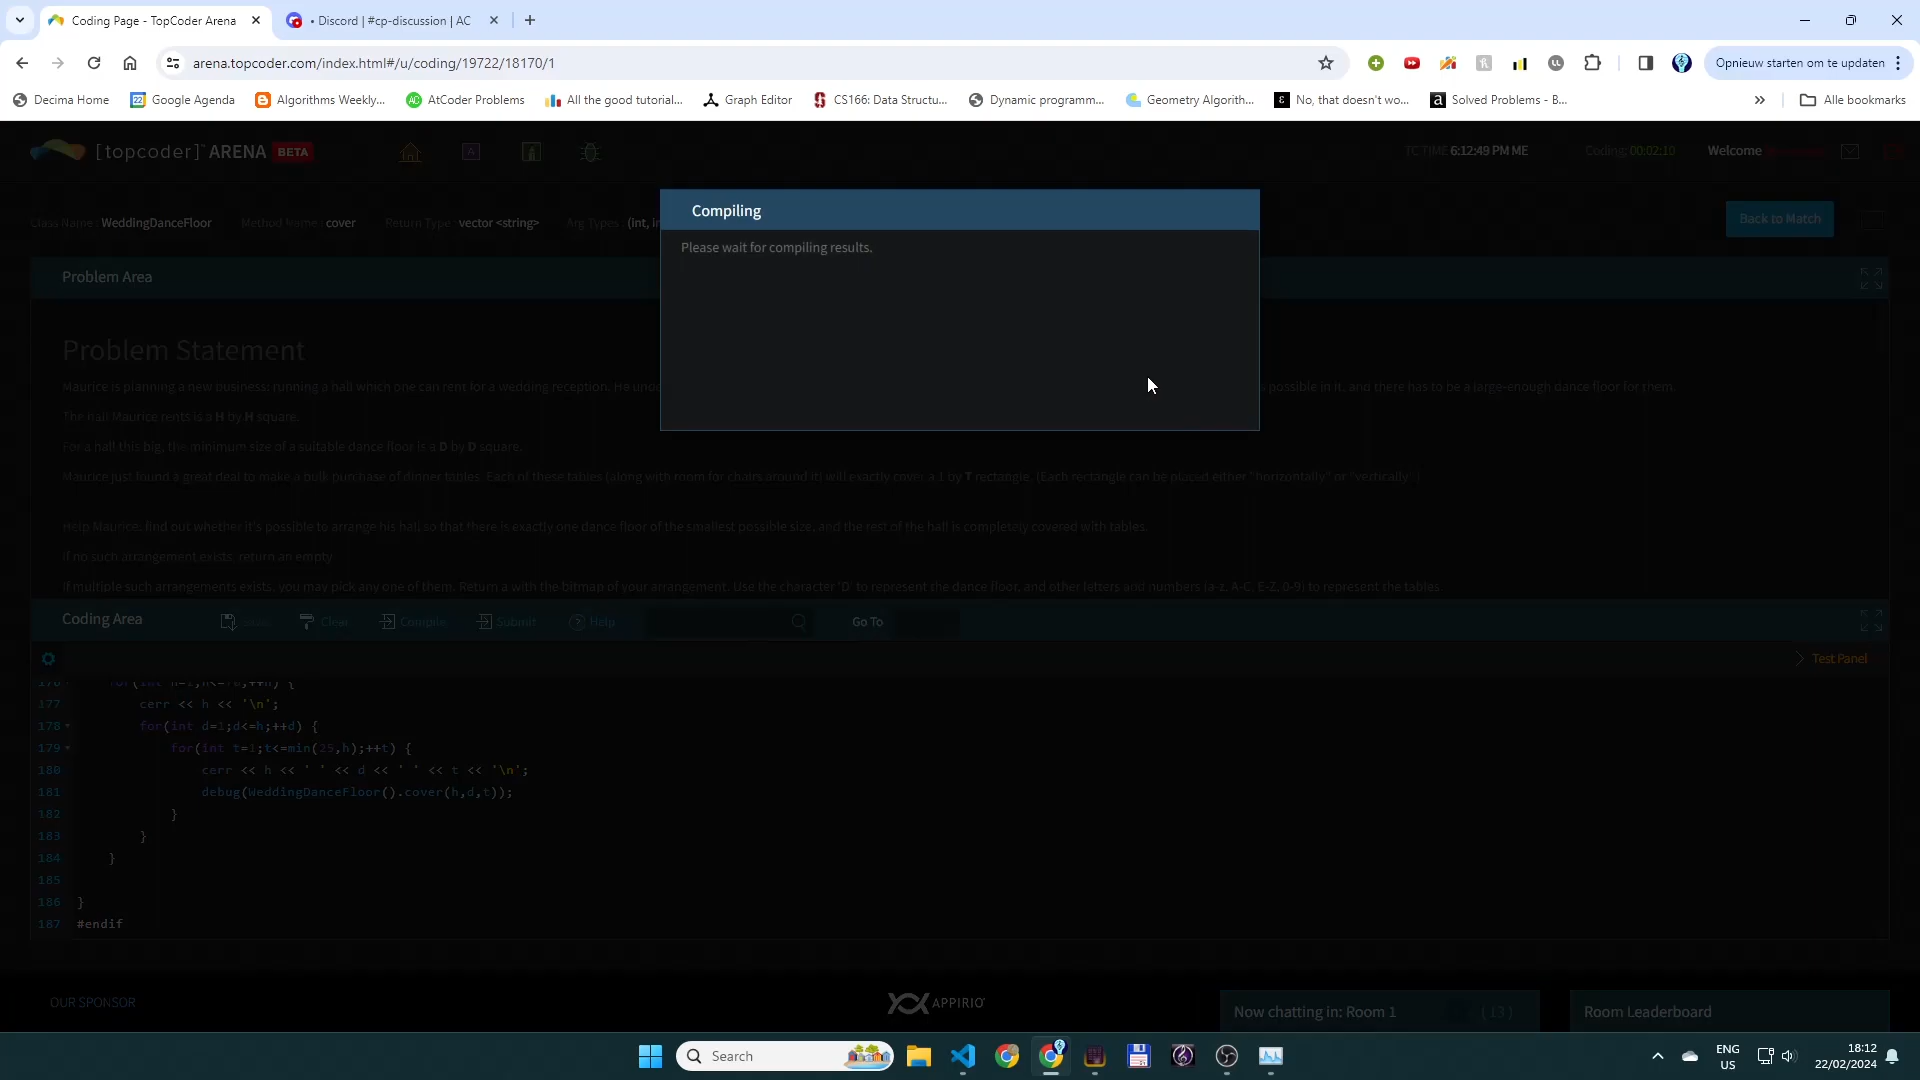 Coding Page - TopCoder Arena
• Discord | #cp-discussion | AC
arena.topcoder.com/index.html#/u/coding/19722/18170/1
Opnieuw starten om te updaten
Decima Home
Google Agenda
Algorithms Weekly...
AtCoder Problems
All the good tutorial...
Graph Editor
CS166: Data Structu...
Dynamic programm...
Geometry Algorith...
No, that doesn't wo...
Solved Problems - B...
Alle bookmarks
[topcoder]™ ARENA BETA
TC TIME 6:12:49 PM ME
Coding: 00:02:10
Welcome
Class Name: WeddingDanceFloor
Method Name: cover
Return Type: vector <string>
Arg Types: (int, in
Back to Match
Compiling
Please wait for compiling results.
Problem Area
Problem Statement
Maurice is planning a new business: running a hall which one can rent for a wedding reception. He
possible in it, and there has to be a large-enough dance floor for them.
The hall Maurice rents is a H by H square.
For a hall this big, the minimum size of a suitable dance floor is a D by D square.
Maurice just found a great deal to make a bulk purchase of dinner tables. Each of these tables (along with room for chairs around it) will exactly cover a 1 by T rectangle. (Each rectangle can be placed either "horizontally" or "vertically".)
Help Maurice: find out whether it's possible to arrange his hall so that there is exactly one dance floor of the smallest possible size, and the rest of the hall is completely covered with tables.
If no such arrangement exists, return an empty
If multiple such arrangements exists, you may pick any one of them. Return a with the bitmap of your arrangement. Use the character 'D' to represent the dance floor, and other letters and numbers (a-z, A-C, E-Z, 0-9) to represent the tables.
Coding Area
Save
Clear
Compile
Submit
Help
Go To
Test Panel
177 cerr << h << '\n';
178 for(int d=1;d<=h;++d) {
179 for(int t=1;t<=min(25,h);++t) {
180 cerr << h << ' ' << d << ' ' << t << '\n';
181 debug(WeddingDanceFloor().cover(h,d,t));
182 }
183 }
184 }
185
186 }
187 #endif
OUR SPONSOR
APPIRIO
Now chatting in: Room 1 (13)
Room Leaderboard
Search
ENG
US
18:12
22/02/2024